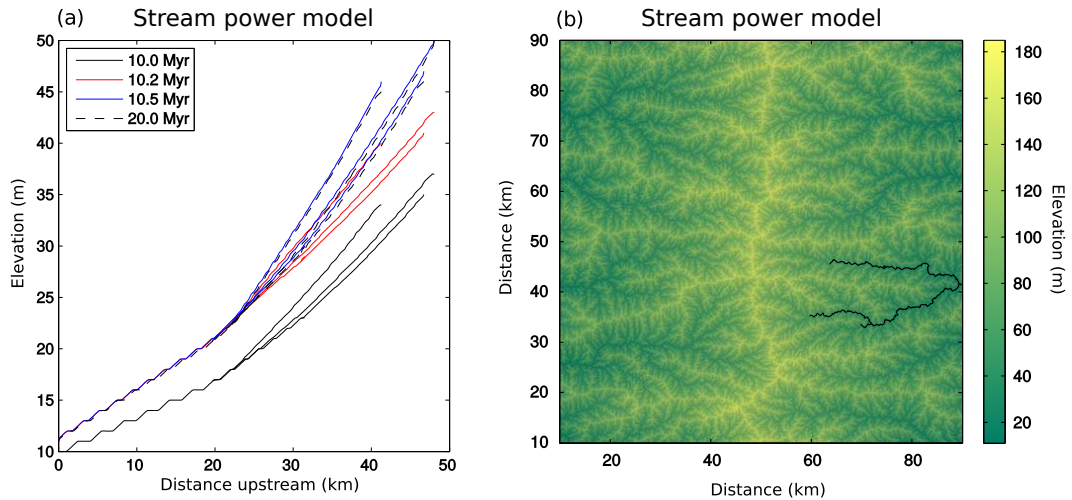 (a) Stream power model
50
45
40
35
30
25
20
15
10
Elevation (m)
10.0 Myr
10.2 Myr
10.5 Myr
20.0 Myr
0 10 20 30 40 50
Distance upstream (km)
(b) Stream power model
90
80
70
60
50
40
30
20
10
Distance (km)
20 40 60 80
Distance (km)
180
160
140
120
100
80
60
40
20
Elevation (m)